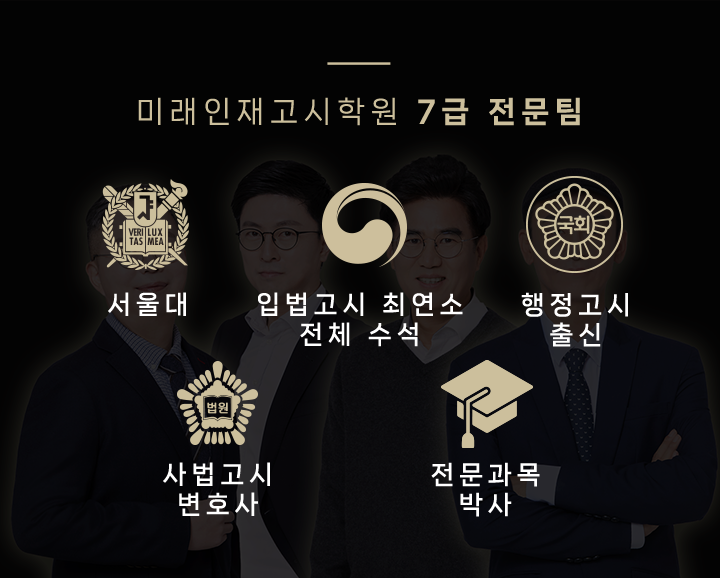 미래인재고시학원 7급 전문팀
VERI LUX
TAS MEA
국회
서울대
입법고시 최연소
전체 수석
행정고시
출신
법원
사법고시
변호사
전문과목
박사